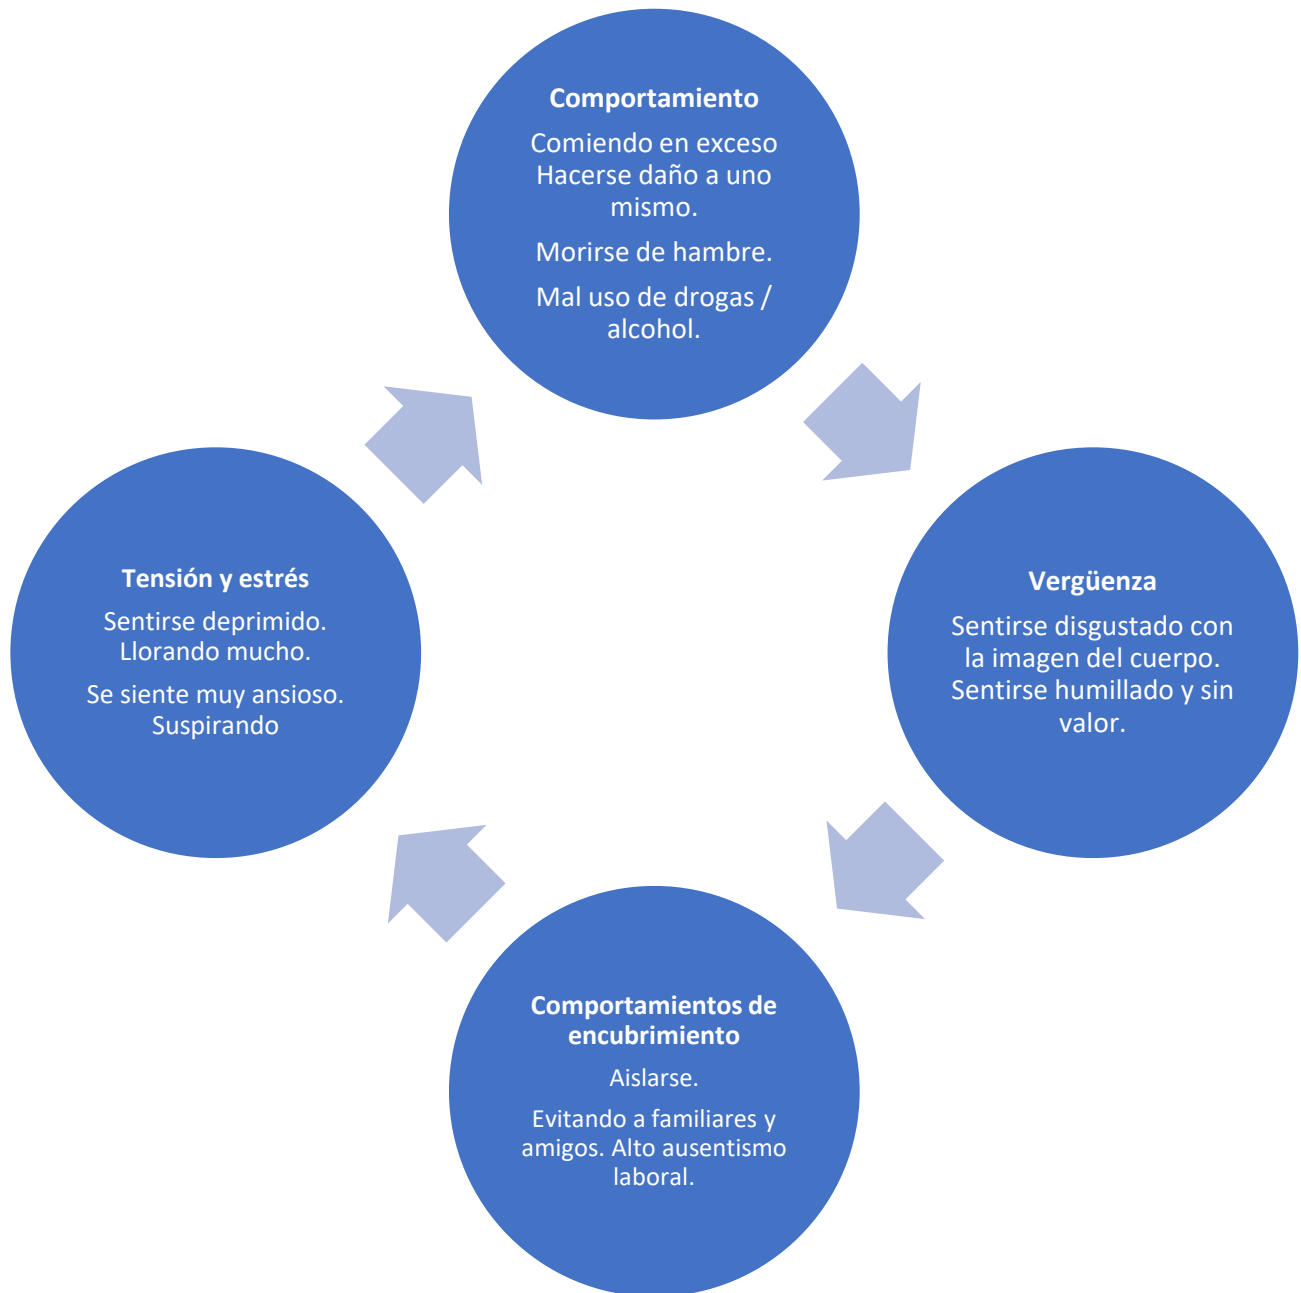 Comportamiento
Comiendo en exceso
Hacerse daño a uno
mismo.
Morirse de hambre.
Mal uso de drogas /
alcohol.
Vergüenza
Sentirse disgustado con
la imagen del cuerpo.
Sentirse humillado y sin
valor.
Comportamientos de
encubrimiento
Aislarse.
Evitando a familiares y
amigos. Alto ausentismo
laboral.
Tensión y estrés
Sentirse deprimido.
Llorando mucho.
Se siente muy ansioso.
Suspirando